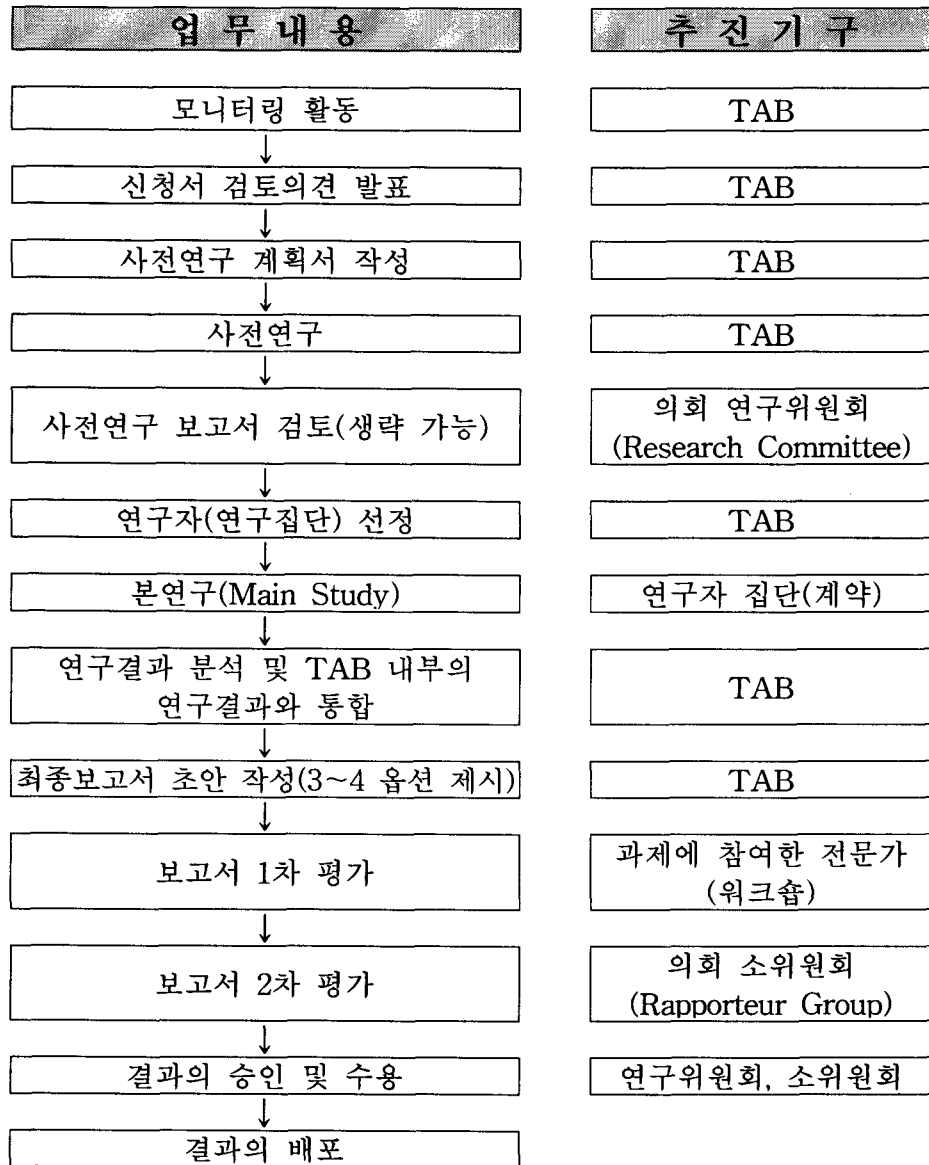 업 무 내 용
추 진 기 구
모니터링 활동
TAB
↓
신청서 검토의견 발표
TAB
↓
사전연구 계획서 작성
TAB
↓
사전연구
TAB
↓
사전연구 보고서 검토(생략 가능)
의회 연구위원회
(Research Committee)
↓
연구자(연구집단) 선정
TAB
↓
본연구(Main Study)
연구자 집단(계약)
↓
연구결과 분석 및 TAB 내부의
연구결과와 통합
TAB
↓
최종보고서 초안 작성(3~4 옵션 제시)
TAB
↓
보고서 1차 평가
과제에 참여한 전문가
(워크숍)
↓
보고서 2차 평가
의회 소위원회
(Rapporteur Group)
↓
결과의 승인 및 수용
연구위원회, 소위원회
↓
결과의 배포